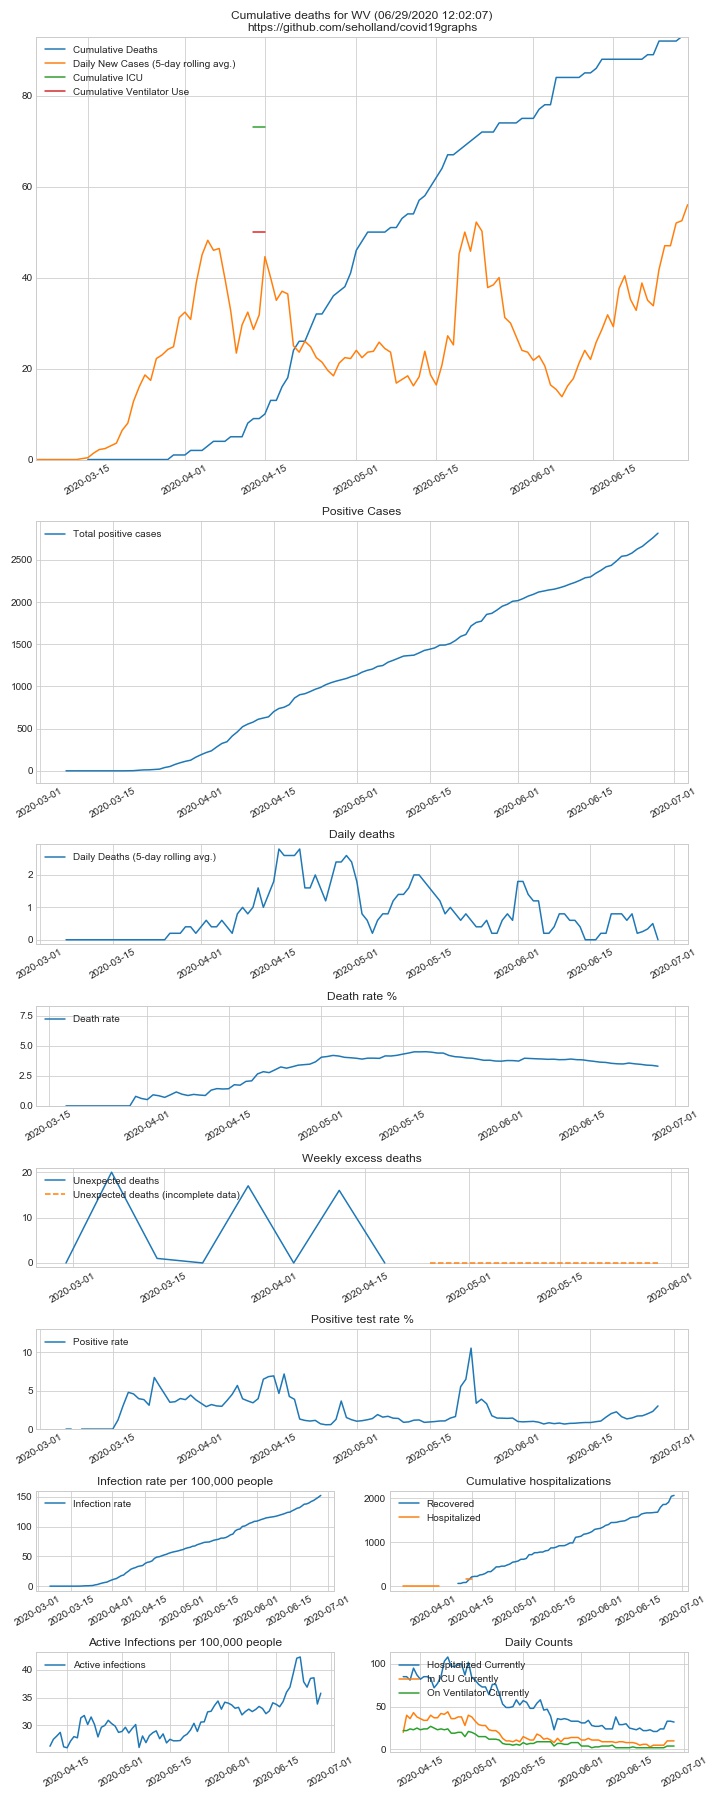 Cumulative deaths for WV (06/29/2020 12:02:07)
https://github.com/seholland/covid19graphs
Cumulative Deaths
Daily New Cases (5-day rolling avg.)
Cumulative ICU
Cumulative Ventilator Use
80
60
40
20
0
2020-03-15 2020-04-01 2020-04-15 2020-05-01 2020-05-15 2020-06-01 2020-06-15
Positive Cases
Total positive cases
2500
2000
1500
1000
500
0
2020-03-01 2020-03-15 2020-04-01 2020-04-15 2020-05-01 2020-05-15 2020-06-01 2020-06-15 2020-07-01
Daily deaths
Daily Deaths (5-day rolling avg.)
2
1
0
2020-03-01 2020-03-15 2020-04-01 2020-04-15 2020-05-01 2020-05-15 2020-06-01 2020-06-15 2020-07-01
Death rate %
7.5
Death rate
5.0
2.5
0.0
2020-03-15 2020-04-01 2020-04-15 2020-05-01 2020-05-15 2020-06-01 2020-06-15 2020-07-01
Weekly excess deaths
20
Unexpected deaths
Unexpected deaths (incomplete data)
10
0
2020-03-01 2020-03-15 2020-04-01 2020-04-15 2020-05-01 2020-05-15 2020-06-01
Positive test rate %
Positive rate
10
5
0
2020-03-01 2020-03-15 2020-04-01 2020-04-15 2020-05-01 2020-05-15 2020-06-01 2020-06-15 2020-07-01
Infection rate per 100,000 people
150
Infection rate
100
50
0
2020-03-01 2020-03-15 2020-04-01 2020-04-15 2020-05-01 2020-05-15 2020-06-01 2020-06-15 2020-07-01
Cumulative hospitalizations
2000
Recovered
Hospitalized
1000
0
2020-04-01 2020-04-15 2020-05-01 2020-05-15 2020-06-01 2020-06-15 2020-07-01
Active Infections per 100,000 people
Active infections
40
35
30
2020-04-15 2020-05-01 2020-05-15 2020-06-01 2020-06-15 2020-07-01
Daily Counts
100
Hospitalized Currently
In ICU Currently
On Ventilator Currently
50
0
2020-04-15 2020-05-01 2020-05-15 2020-06-01 2020-06-15 2020-07-01